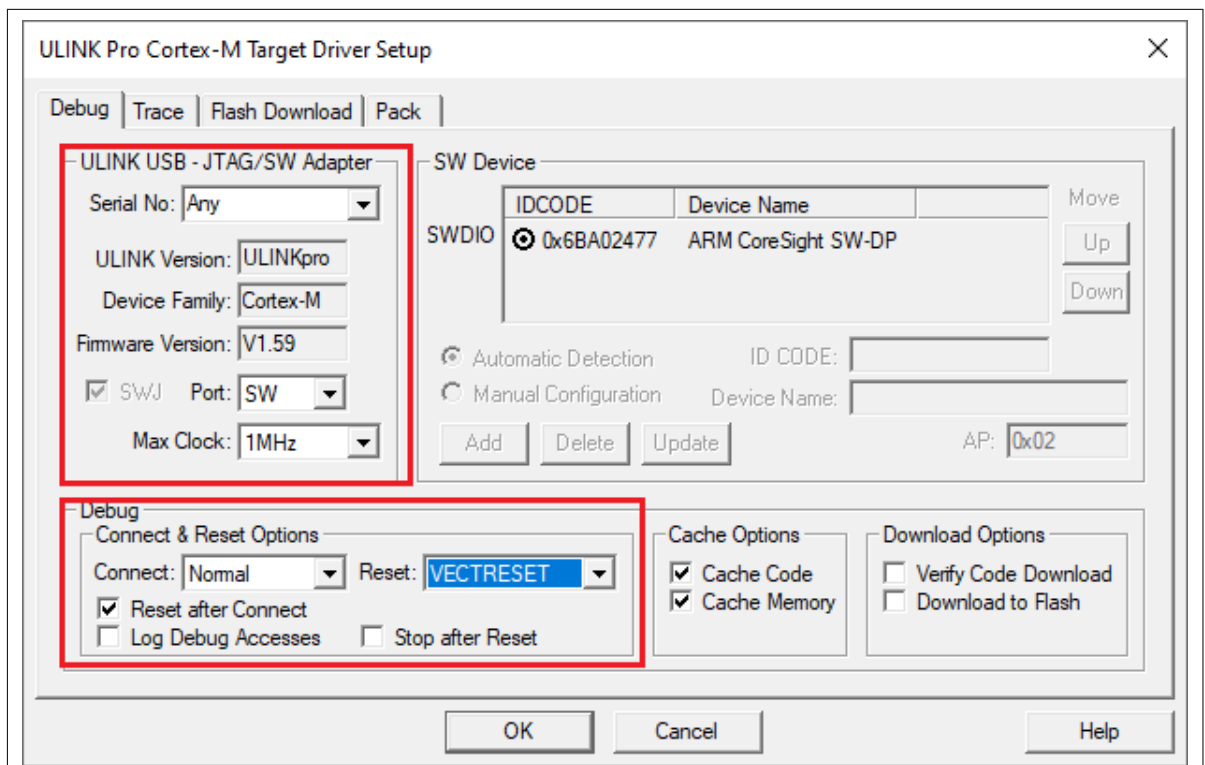 ULINK Pro Cortex-M Target Driver Setup
Debug Trace Flash Download Pack
ULINK USB - JTAG/SW Adapter
Serial No: Any
ULINK Version: ULINKpro
Device Family: Cortex-M
Firmware Version: V1.59
SWJ Port: SW
Max Clock: 1MHz
SW Device
IDCODE Device Name
SWDIO 0x6BA02477 ARM CoreSight SW-DP
Move
Up
Down
Automatic Detection ID CODE:
Manual Configuration Device Name:
Add Delete Update AP: 0x02
Debug
Connect & Reset Options
Connect: Normal Reset: VECTRESET
Reset after Connect
Log Debug Accesses Stop after Reset
Cache Options
Cache Code
Cache Memory
Download Options
Verify Code Download
Download to Flash
OK Cancel Help